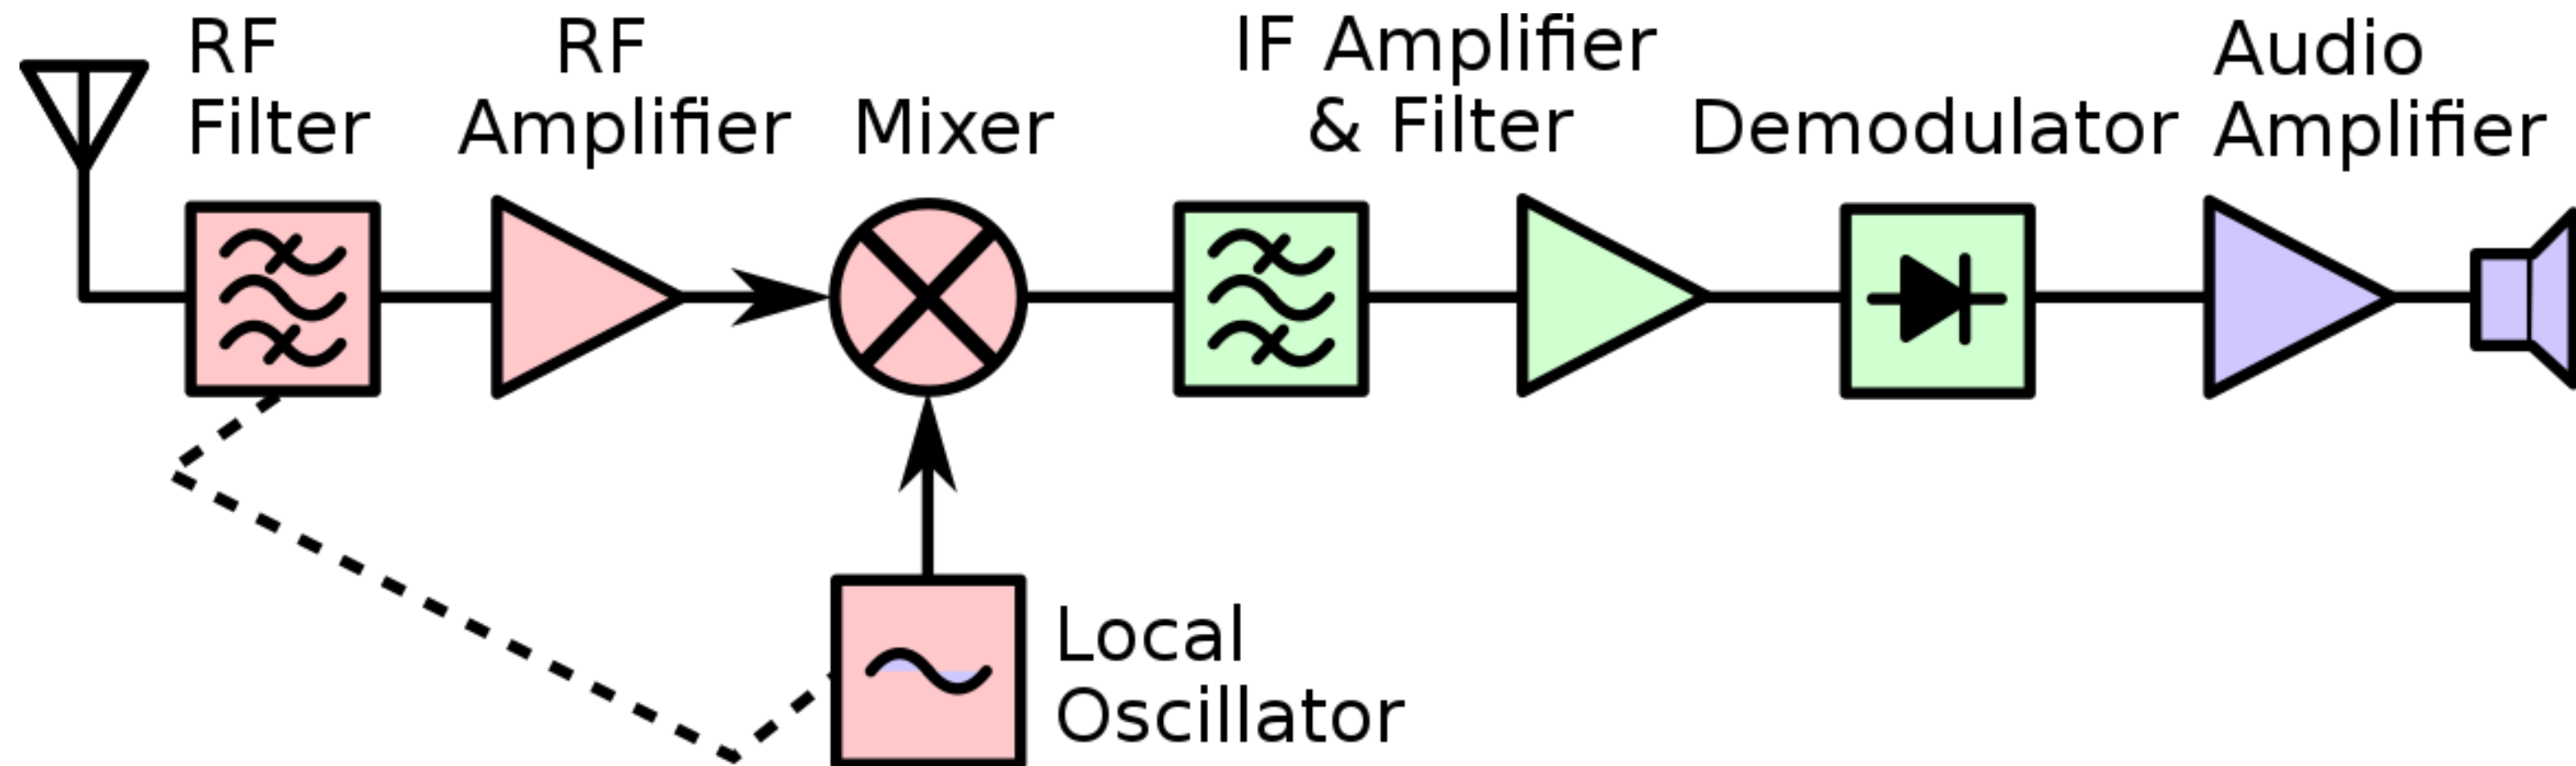 RF
Filter
RF
Amplifier
Mixer
IF Amplifier
& Filter
Demodulator
Audio
Amplifier
Local
Oscillator